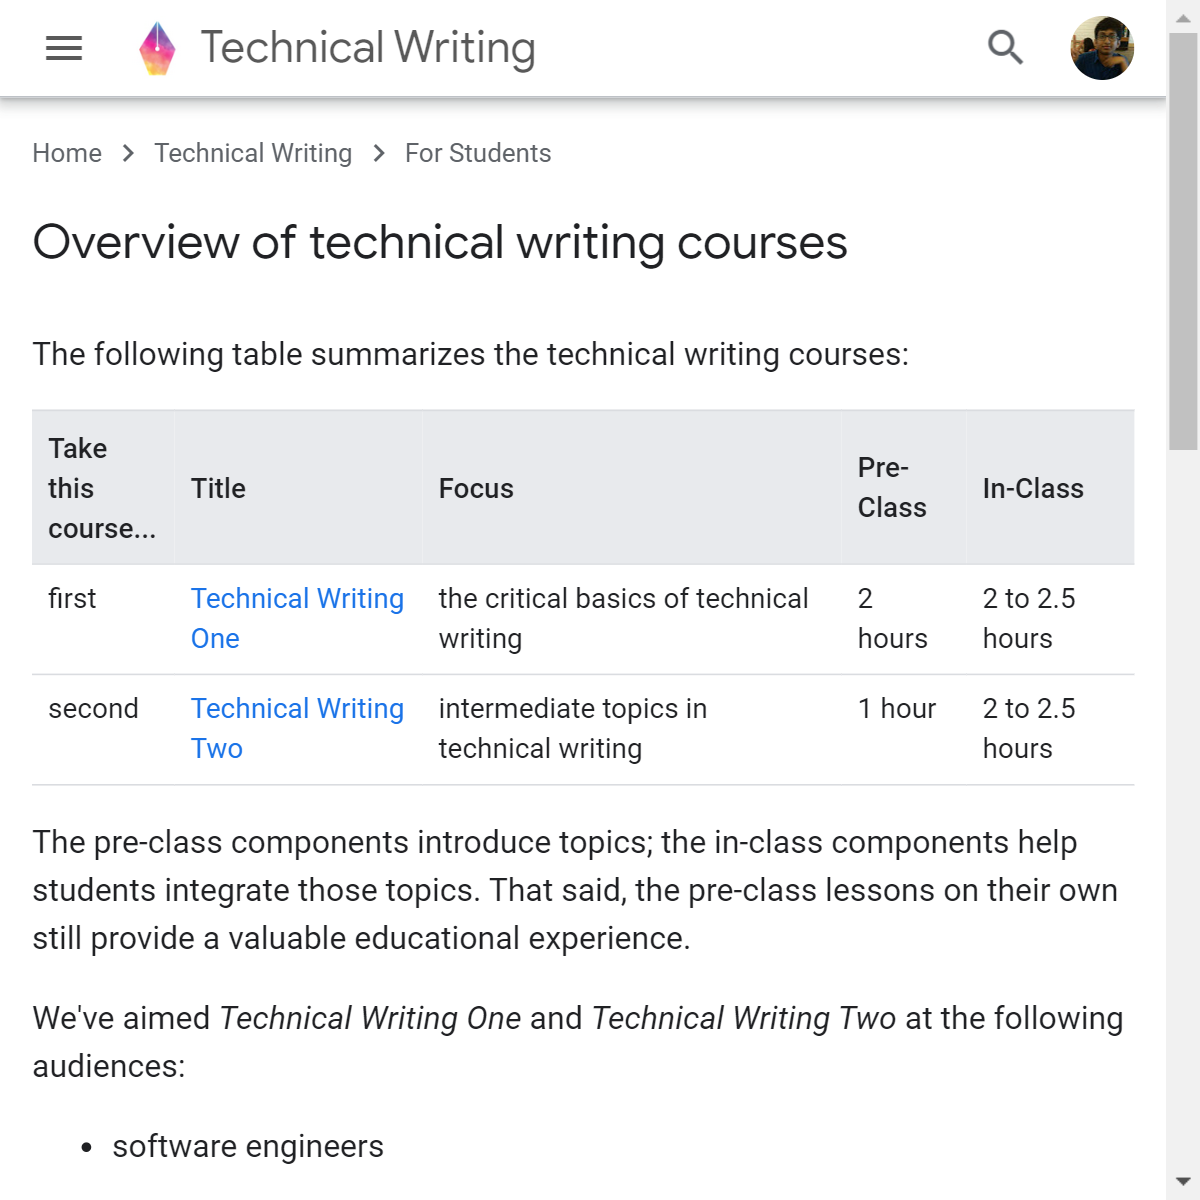 Technical Writing
Home > Technical Writing > For Students
Overview of technical writing courses
The following table summarizes the technical writing courses:
Take this course... Title Focus Pre-Class In-Class
first Technical Writing One the critical basics of technical writing 2 hours 2 to 2.5 hours
second Technical Writing Two intermediate topics in technical writing 1 hour 2 to 2.5 hours
The pre-class components introduce topics; the in-class components help
students integrate those topics. That said, the pre-class lessons on their own
still provide a valuable educational experience.
We've aimed Technical Writing One and Technical Writing Two at the following
audiences:
• software engineers